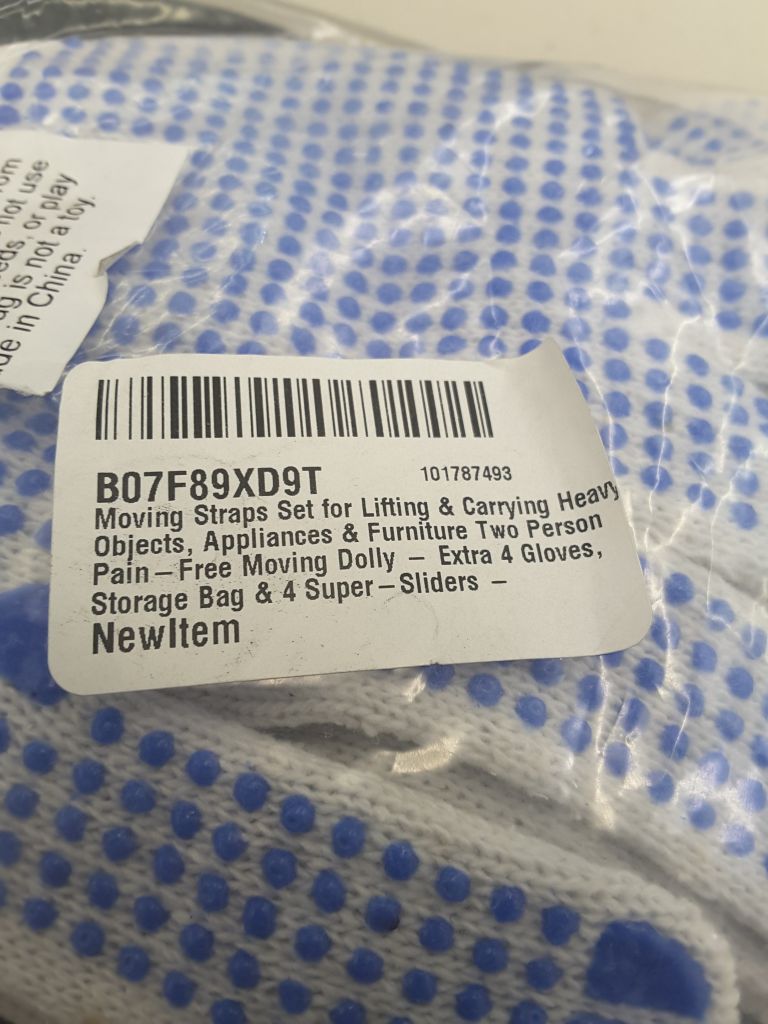 not use
or play
is not a toy.
in China.
B07F89XD9T
101787493
Moving Straps Set for Lifting & Carrying Heavy
Objects, Appliances & Furniture Two Person
Pain-Free Moving Dolly - Extra 4 Gloves,
Storage Bag & 4 Super-Sliders -
NewItem